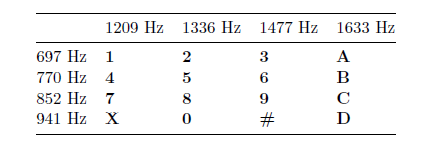 1209 Hz 1336 Hz 1477 Hz 1633 Hz
697 Hz 1 2 3 A
770 Hz 4 5 6 B
852 Hz 7 8 9 C
941 Hz X 0 # D